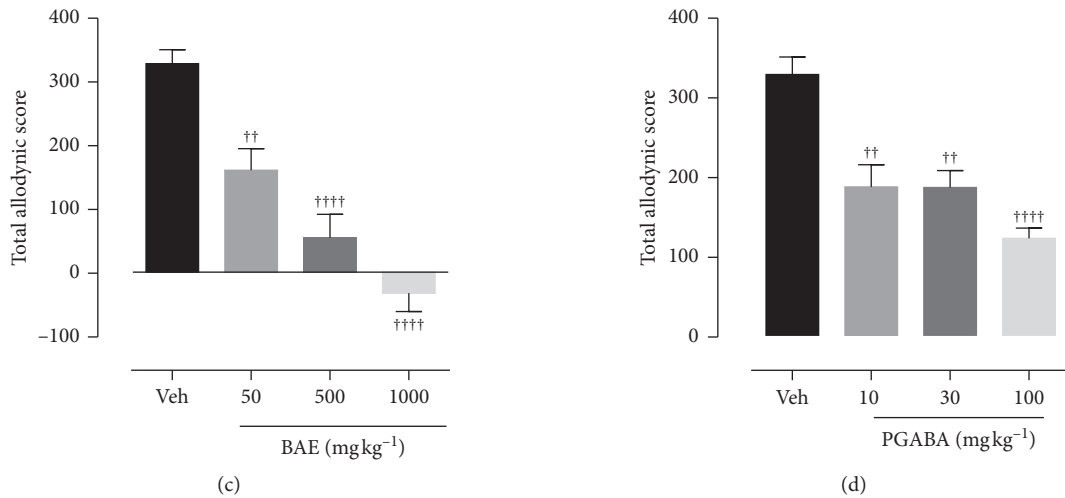 Total allodynic score
400
300
200
100
0
−100
††
††††
††††
Veh 50 500 1000
BAE (mg kg⁻¹)
(c)
Total allodynic score
400
300
200
100
0
††
††
††††
Veh 10 30 100
PGABA (mg kg⁻¹)
(d)